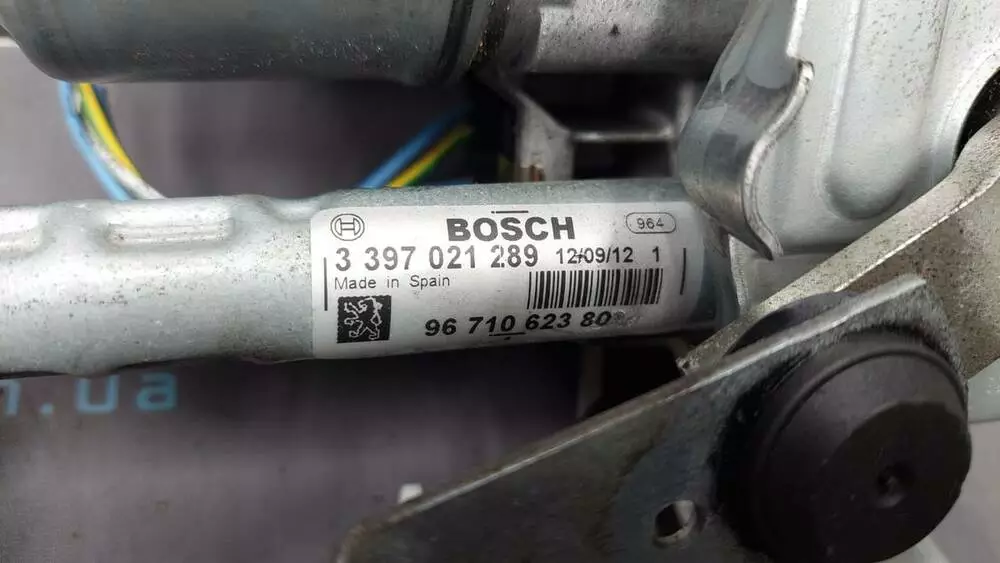 BOSCH 964
3 397 021 289 12/09/12 1
Made in Spain
96 710 623 80
.ua